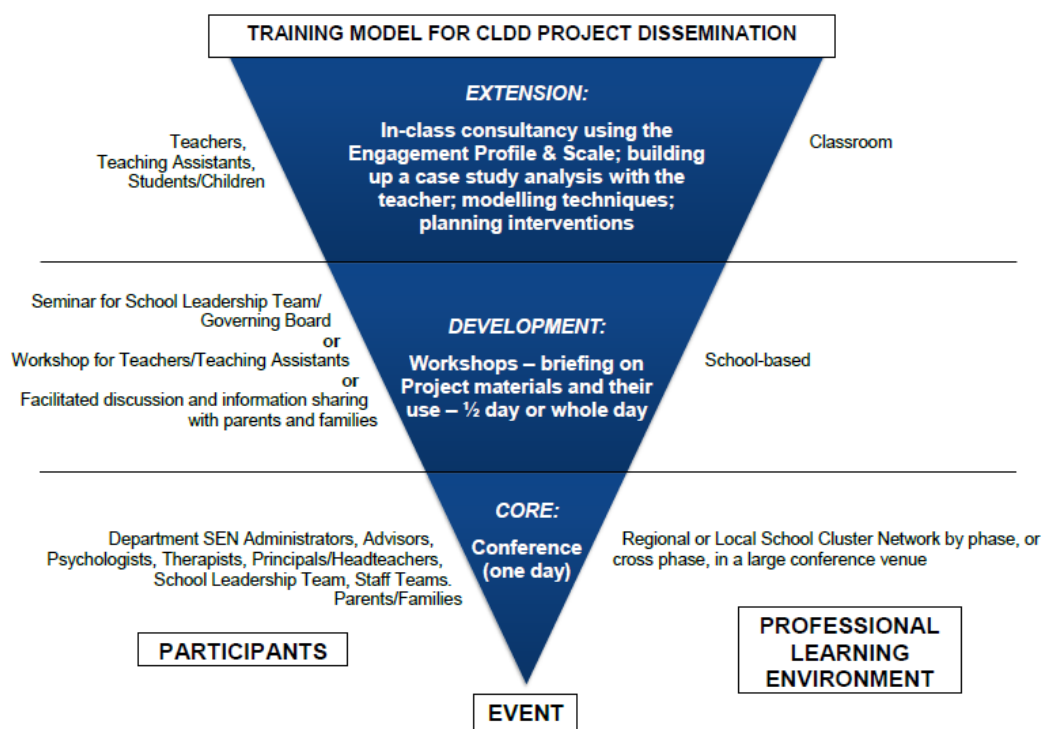 TRAINING MODEL FOR CLDD PROJECT DISSEMINATION
EXTENSION:
In-class consultancy using the
Engagement Profile & Scale; building
up a case study analysis with the
teacher; modelling techniques;
planning interventions
Teachers,
Teaching Assistants,
Students/Children
Classroom
Seminar for School Leadership Team/
Governing Board
or
Workshop for Teachers/Teaching Assistants
or
Facilitated discussion and information sharing
with parents and families
DEVELOPMENT:
Workshops – briefing on
Project materials and their
use – ½ day or whole day
School-based
Department SEN Administrators, Advisors,
Psychologists, Therapists, Principals/Headteachers,
School Leadership Team, Staff Teams.
Parents/Families
CORE:
Conference
(one day)
Regional or Local School Cluster Network by phase, or
cross phase, in a large conference venue
PARTICIPANTS
EVENT
PROFESSIONAL
LEARNING
ENVIRONMENT